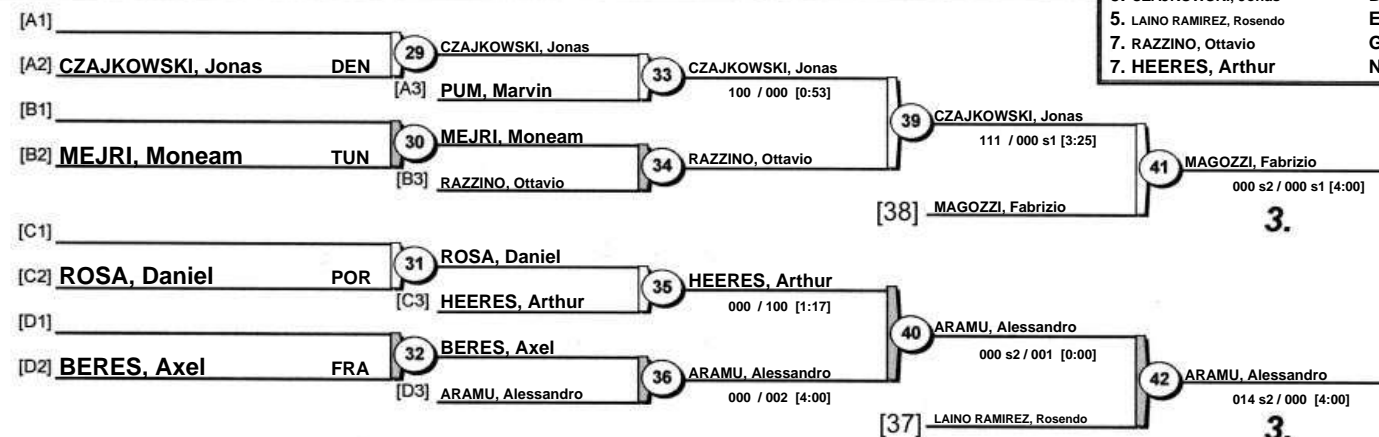 5. LAINO RAMIREZ, Rosendo E
7. RAZZINO, Ottavio G
7. HEERES, Arthur N
[A1]
[A2] CZAJKOWSKI, Jonas DEN
29 CZAJKOWSKI, Jonas
[A3] PUM, Marvin
33 CZAJKOWSKI, Jonas
100 / 000 [0:53]
[B1]
[B2] MEJRI, Moneam TUN
30 MEJRI, Moneam
[B3] RAZZINO, Ottavio
34 RAZZINO, Ottavio
39 CZAJKOWSKI, Jonas
111 / 000 s1 [3:25]
[38] MAGOZZI, Fabrizio
41 MAGOZZI, Fabrizio
000 s2 / 000 s1 [4:00]
3.
[C1]
[C2] ROSA, Daniel POR
31 ROSA, Daniel
[C3] HEERES, Arthur
35 HEERES, Arthur
000 / 100 [1:17]
[D1]
[D2] BERES, Axel FRA
32 BERES, Axel
[D3] ARAMU, Alessandro
36 ARAMU, Alessandro
000 / 002 [4:00]
40 ARAMU, Alessandro
000 s2 / 001 [0:00]
[37] LAINO RAMIREZ, Rosendo
42 ARAMU, Alessandro
014 s2 / 000 [4:00]
3.